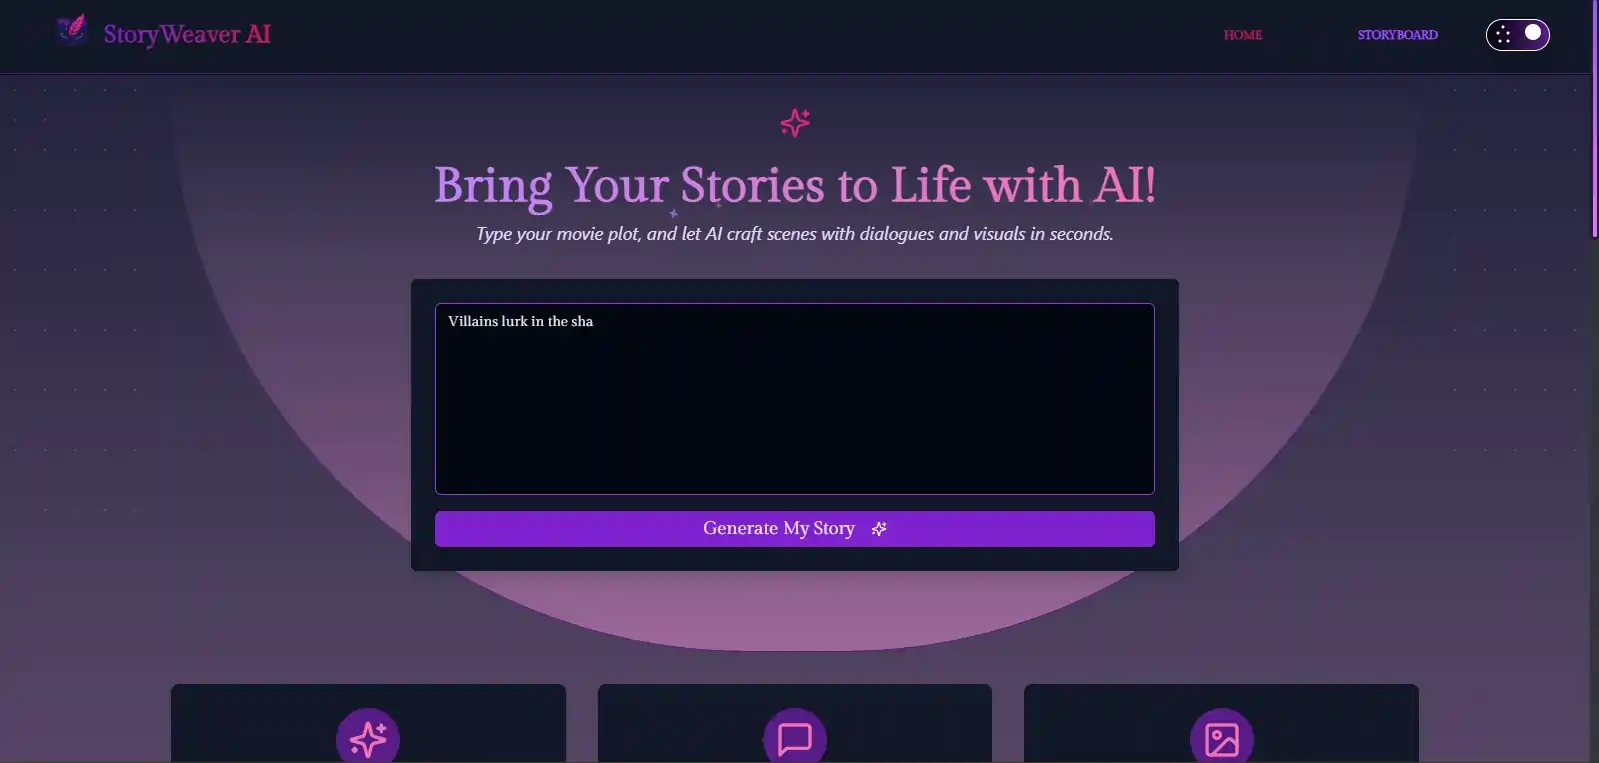 StoryWeaver AI
HOME
STORYBOARD
Bring Your Stories to Life with AI!
Type your movie plot, and let AI craft scenes with dialogues and visuals in seconds.
Villains lurk in the sha
Generate My Story